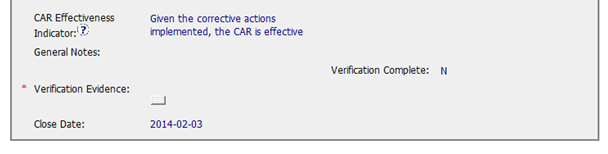 CAR Effectiveness Given the corrective actions
Indicator:? implemented, the CAR is effective
General Notes:
Verification Complete: N
* Verification Evidence:
Close Date: 2014-02-03